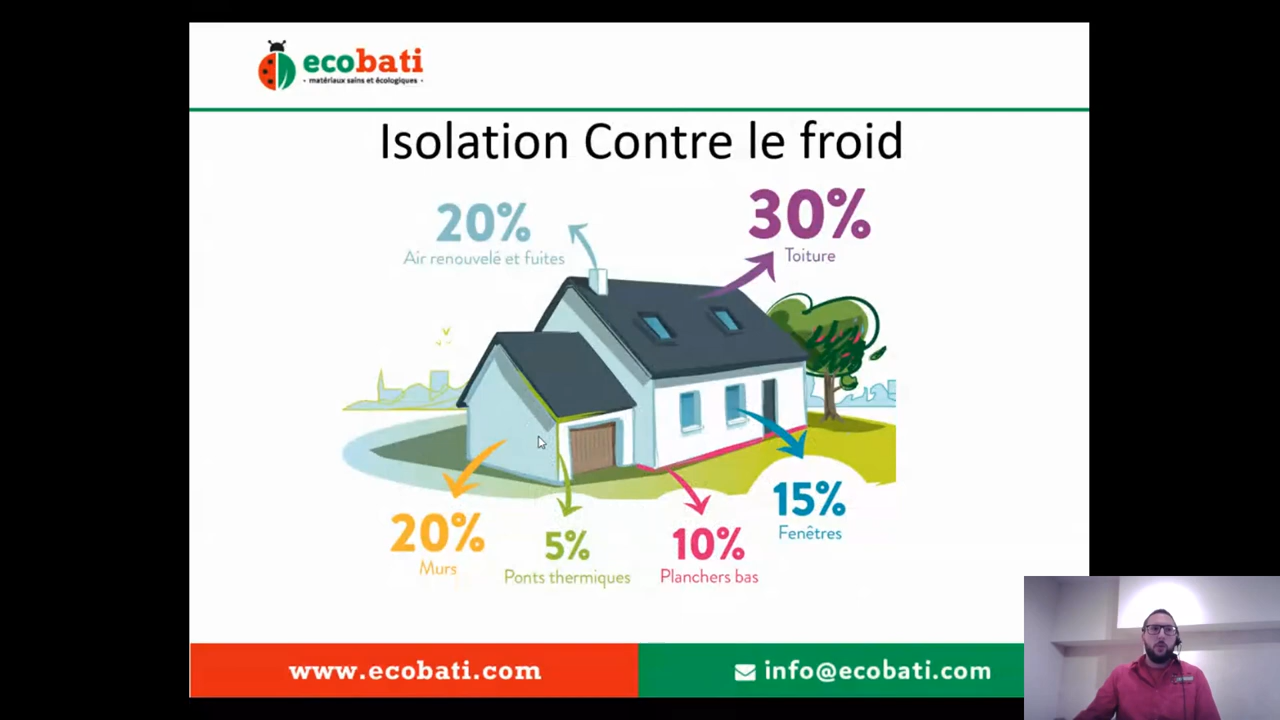 ecobati
• matériaux sains et écologiques •
Isolation Contre le froid
20%
Air renouvelé et fuites
30%
Toiture
20%
Murs
5%
Ponts thermiques
10%
Planchers bas
15%
Fenêtres
www.ecobati.com
info@ecobati.com